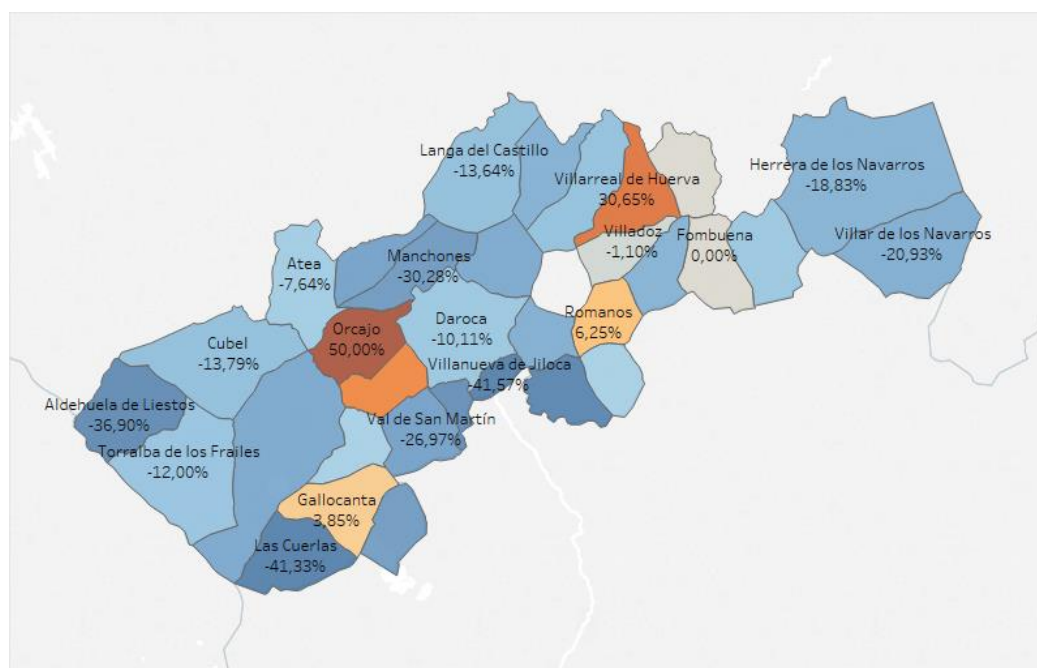 Langa del Castillo
-13,64%
Villarreal de Huerva
30,65%
Herrera de los Navarros
-18,83%
Villadoz
-1,10%
Fombuena
0,00%
Villar de los Navarros
-20,93%
Atea
-7,64%
Manchones
-30,28%
Orcajo
50,00%
Daroca
-10,11%
Romanos
6,25%
Cubel
-13,79%
Villanueva de Jiloca
-41,57%
Aldehuela de Liestos
-36,90%
Val de San Martín
-26,97%
Torralba de los Frailes
-12,00%
Gallocanta
3,85%
Las Cuerlas
-41,33%